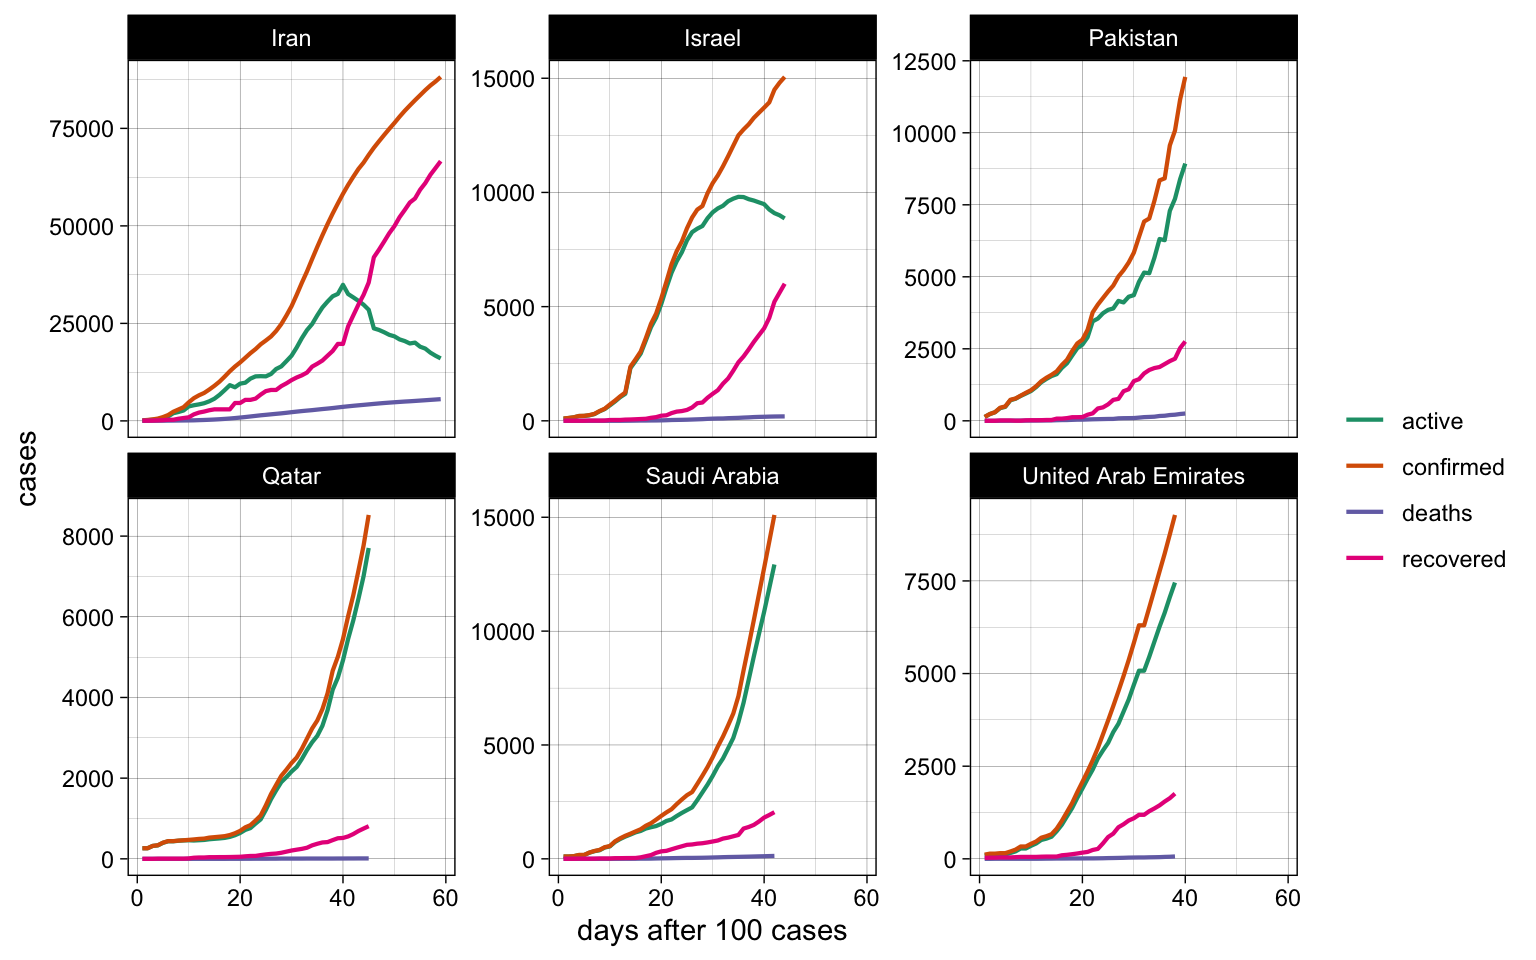 Iran
Israel
Pakistan
75000
50000
25000
0
15000
10000
5000
0
12500
10000
7500
5000
2500
0
Qatar
Saudi Arabia
United Arab Emirates
8000
6000
4000
2000
0
15000
10000
5000
0
7500
5000
2500
0
0 20 40 60
0 20 40 60
0 20 40 60
days after 100 cases
cases
active
confirmed
deaths
recovered